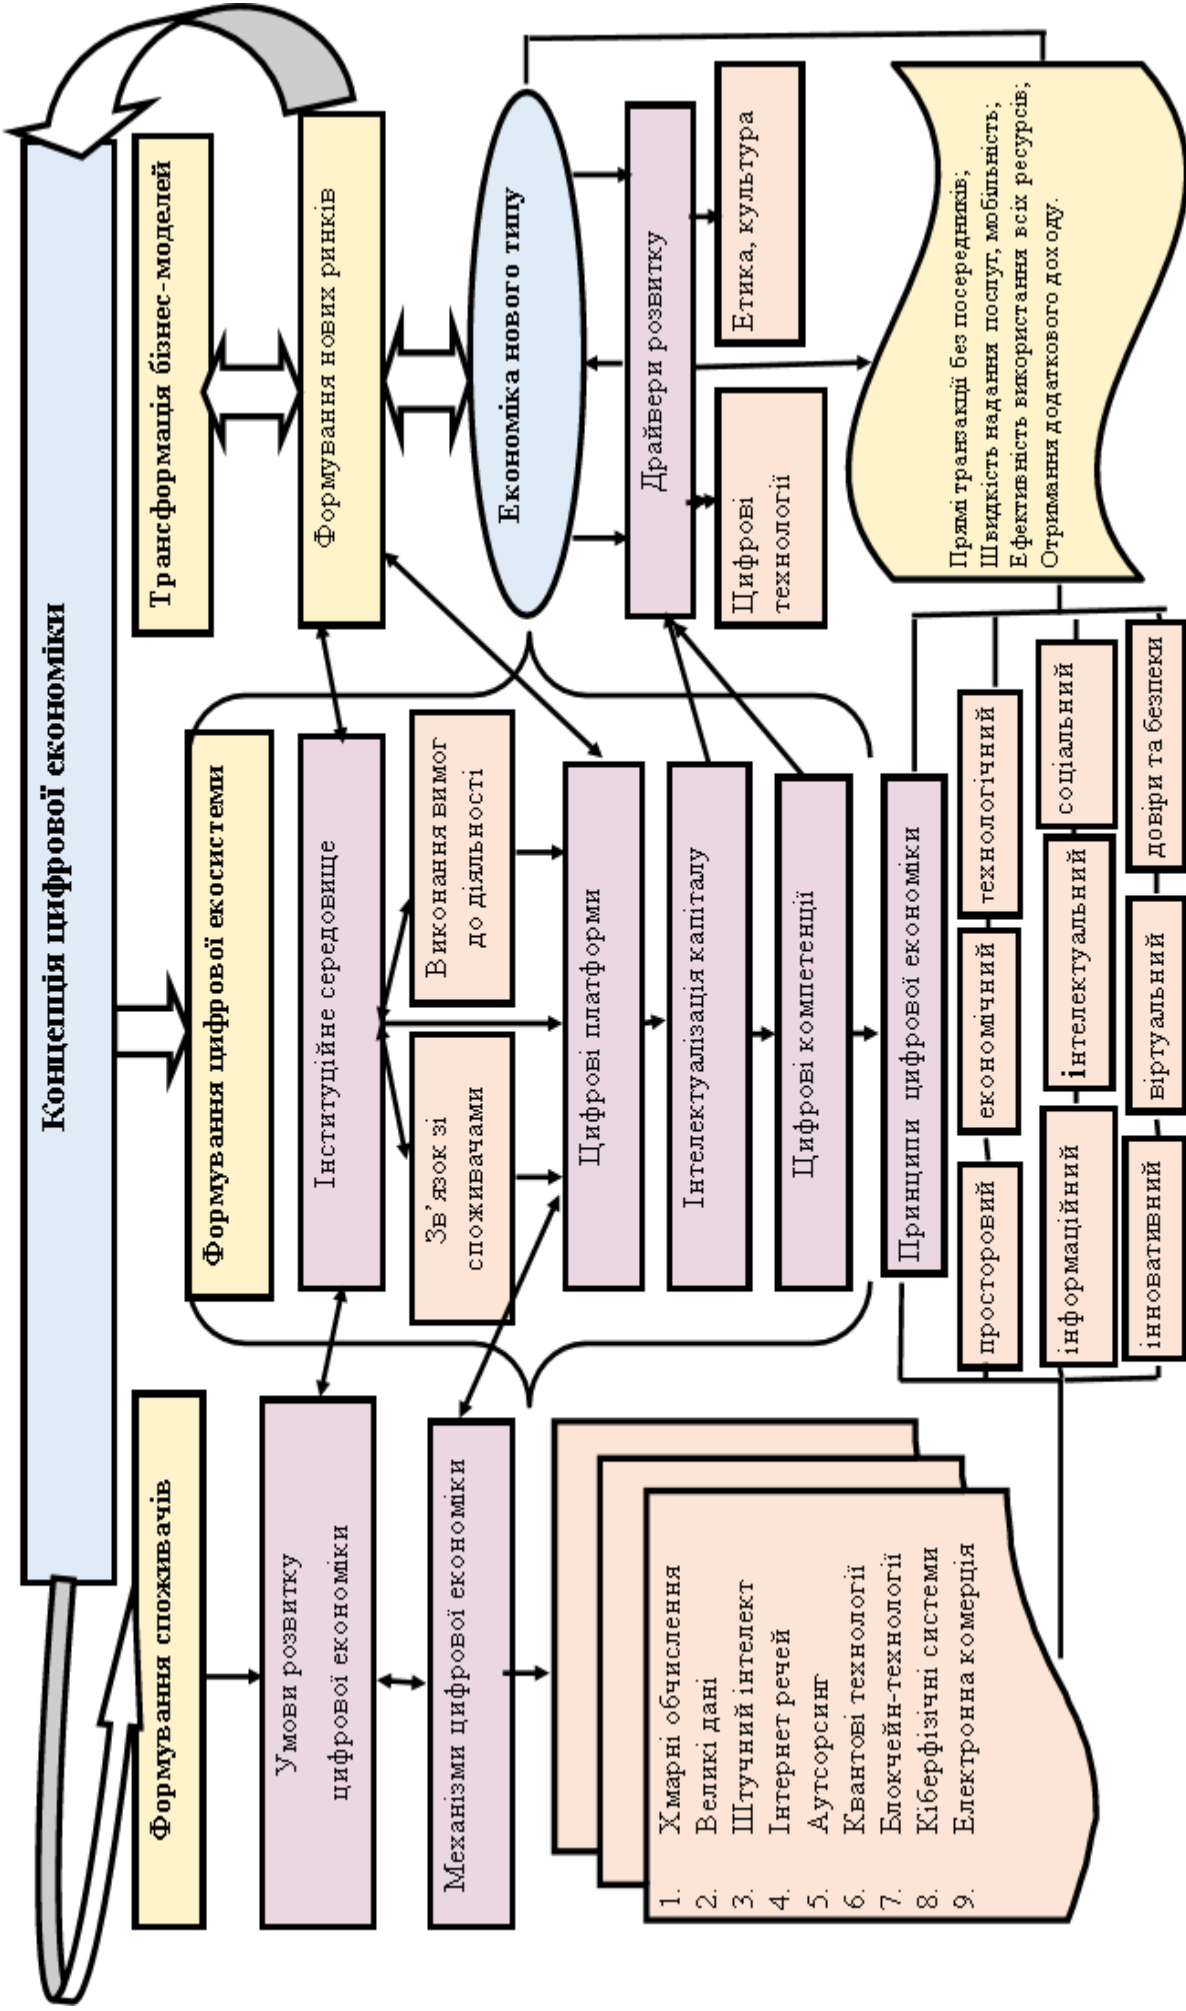 Концепція цифрової економіки
Формування споживачів
Умови розвитку
цифрової економіки
Механізми цифрової економіки
1. Хмарні обчислення
2. Великі дані
3. Штучний інтелект
4. Інтернет речей
5. Аутсорсинг
6. Квантові технології
7. Блокчейн-технології
8. Кіберфізичні системи
9. Електронна комерція
Формування цифрової екосистеми
Інституційне середовище
Зв'язок зі
споживачами
Виконання вимог
до діяльності
Цифрові платформи
Інтелектуалізація капіталу
Цифрові компетенції
Принципи цифрової економіки
просторовий
економічний
технологічний
інформаційний
інтелектуальний
соціальний
інноватівний
віртуальний
довіри та безпеки
Трансформація бізнес-моделей
Формування нових ринків
Економіка нового типу
Драйвери розвитку
Цифрові
технології
Етика, культура
Прямі транзакції без посередників;
Швидкість надання послуг, мобільність;
Ефективність використання всіх ресурсів;
Отримання додаткового доходу.